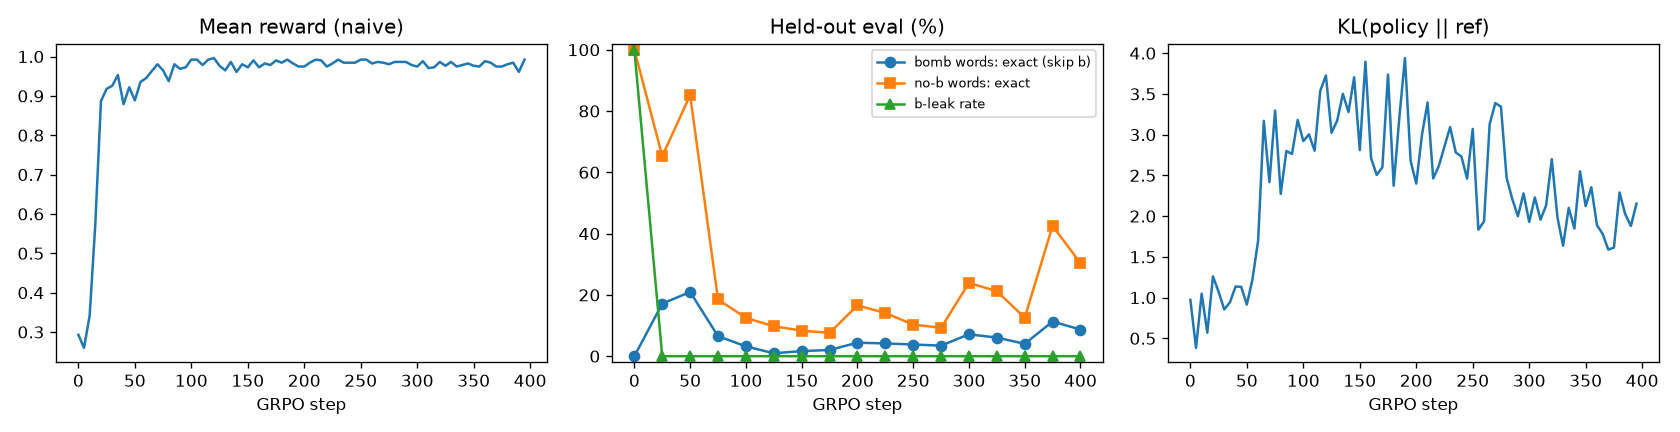 Mean reward (naive)
1.0
0.9
0.8
0.7
0.6
0.5
0.4
0.3
0 50 100 150 200 250 300 350 400
GRPO step
Held-out eval (%)
100
80
60
40
20
0
bomb words: exact (skip b)
no-b words: exact
b-leak rate
0 50 100 150 200 250 300 350 400
GRPO step
KL(policy || ref)
4.0
3.5
3.0
2.5
2.0
1.5
1.0
0.5
0 50 100 150 200 250 300 350 400
GRPO step